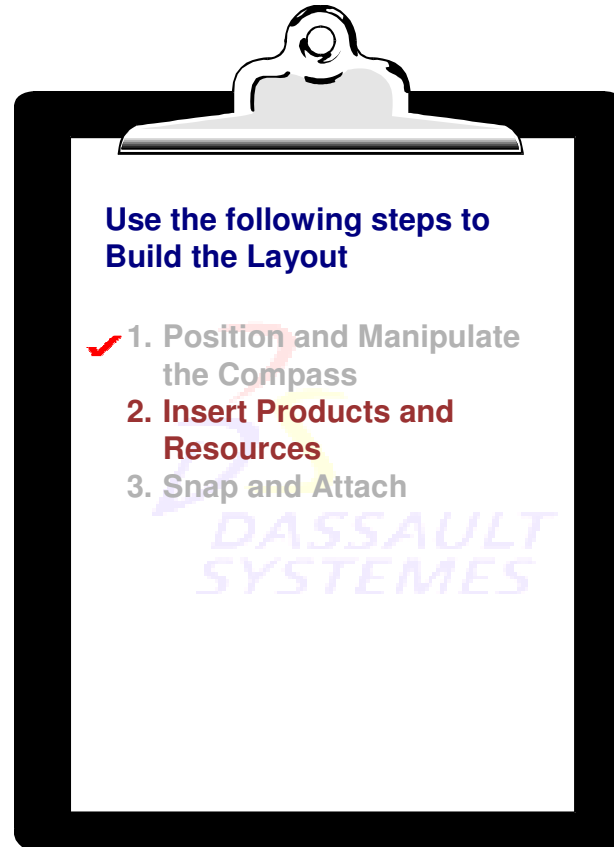 Use the following steps to
Build the Layout
1. Position and Manipulate
the Compass
2. Insert Products and
Resources
3. Snap and Attach
DASSAULT
SYSTEMES